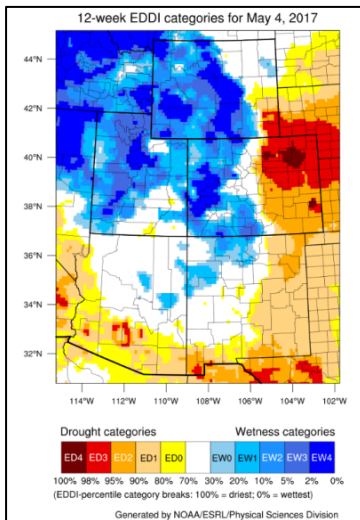 12-week EDDI categories for May 4, 2017
44°N
42°N
40°N
38°N
36°N
34°N
32°N
114°W 112°W 110°W 108°W 106°W 104°W 102°W
Drought categories Wetness categories
ED4 ED3 ED2 ED1 ED0 EW0 EW1 EW2 EW3 EW4
100% 98% 95% 90% 80% 70% 30% 20% 10% 5% 2% 0%
(EDDI-percentile category breaks: 100% = driest; 0% = wettest)
Generated by NOAA/ESRL/Physical Sciences Division